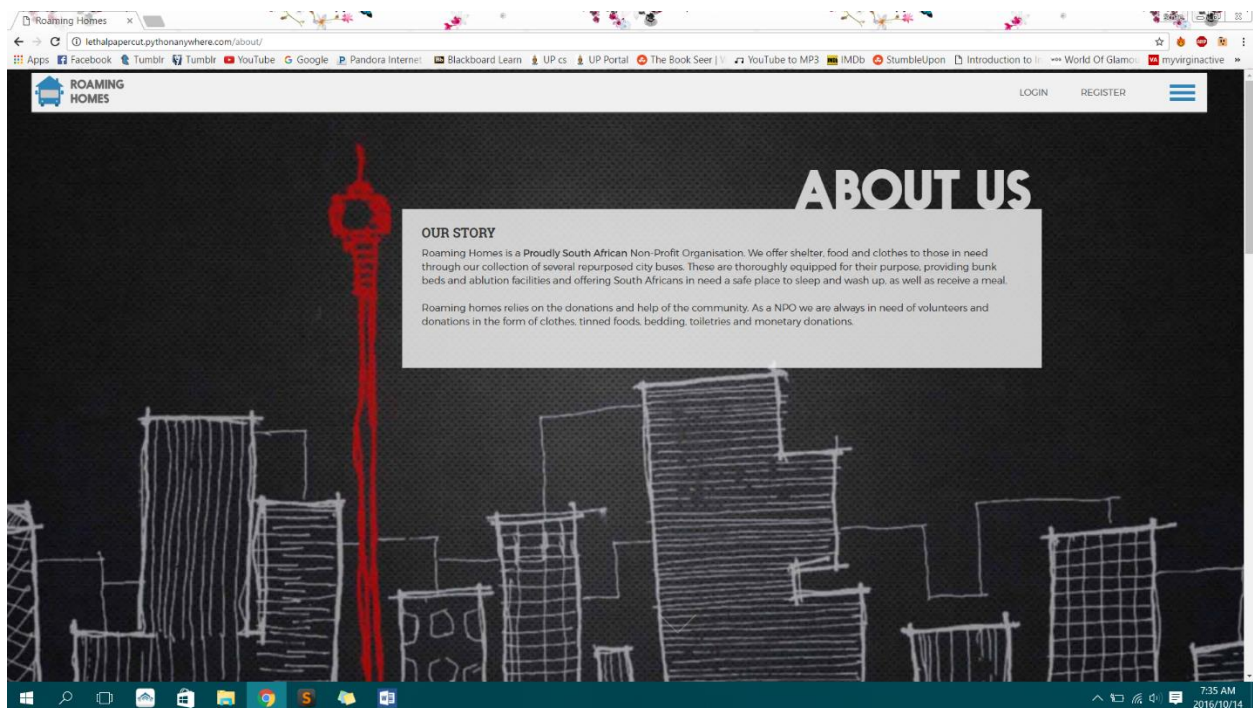 Roaming Homes
lethalpapercut.pythonanywhere.com/about/
Apps Facebook Tumblr Tumblr YouTube G Google Pandora Internet Blackboard Learn UP cs UP Portal The Book Seer | YouTube to MP3 IMDb StumbleUpon Introduction to World Of Glamou VA myvirginactive »
ROAMING
HOMES
LOGIN REGISTER
ABOUT US
OUR STORY
Roaming Homes is a Proudly South African Non-Profit Organisation. We offer shelter, food and clothes to those in need
through our collection of several repurposed city buses. These are thoroughly equipped for their purpose, providing bunk
beds and ablution facilities and offering South Africans in need a safe place to sleep and wash up, as well as receive a meal.
Roaming homes relies on the donations and help of the community. As a NPO we are always in need of volunteers and
donations in the form of clothes, tinned foods, bedding, toiletries and monetary donations.
7:35 AM
2016/10/14